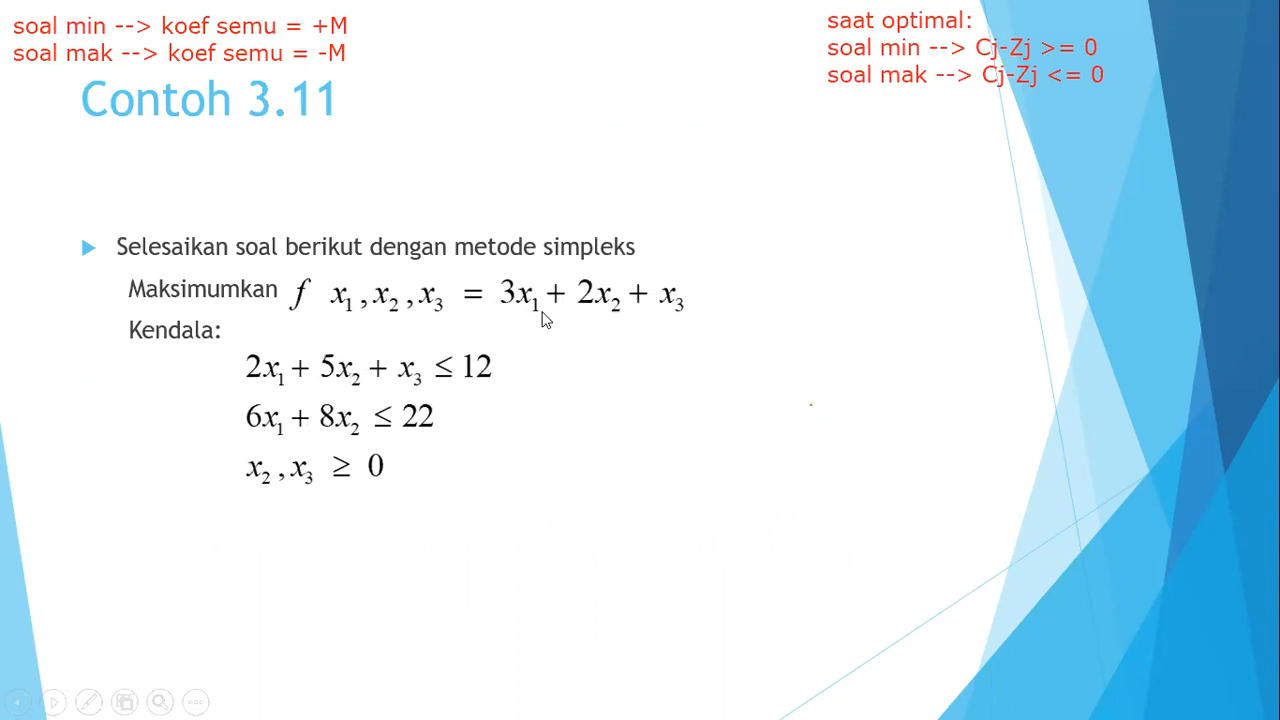 soal min --> koef semu = +M
soal mak --> koef semu = -M
saat optimal:
soal min --> Cj-Zj >= 0
soal mak --> Cj-Zj <= 0
Contoh 3.11
Selesaikan soal berikut dengan metode simpleks
Maksimumkan f x₁ , x₂ , x₃ = 3x₁ + 2x₂ + x₃
Kendala:
2x₁ + 5x₂ + x₃ ≤ 12
6x₁ + 8x₂ ≤ 22
x₂ , x₃ ≥ 0